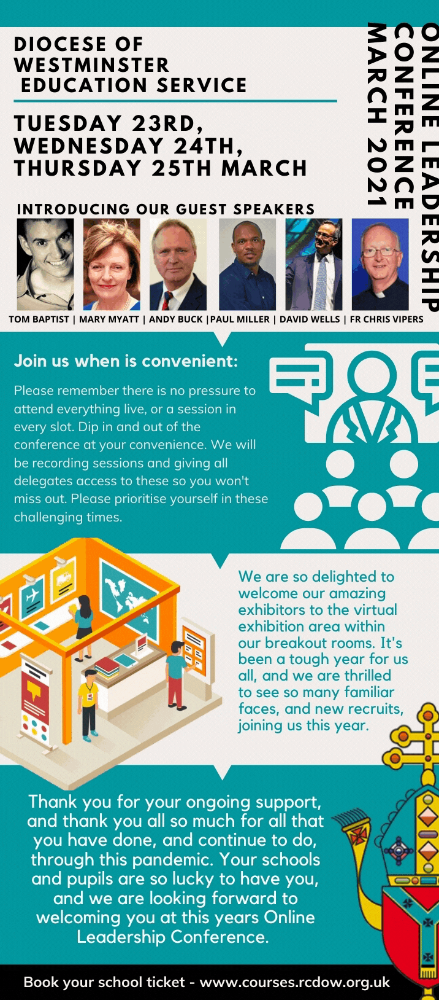 DIOCESE OF
WESTMINSTER
EDUCATION SERVICE
ONLINE LEADERSHIP
CONFERENCE
MARCH 2021
TUESDAY 23RD,
WEDNESDAY 24TH,
THURSDAY 25TH MARCH
INTRODUCING OUR GUEST SPEAKERS
TOM BAPTIST | MARY MYATT | ANDY BUCK |PAUL MILLER | DAVID WELLS | FR CHRIS VIPERS
Join us when is convenient:
Please remember there is no pressure to
attend everything live, or a session in
every slot. Dip in and out of the
conference at your convenience. We will
be recording sessions and giving all
delegates access to these so you won't
miss out. Please prioritise yourself in these
challenging times.
We are so delighted to
welcome our amazing
exhibitors to the virtual
exhibition area within
our breakout rooms. It's
been a tough year for us
all, and we are thrilled
to see so many familiar
faces, and new recruits,
joining us this year.
Thank you for your ongoing support,
and thank you all so much for all that
you have done, and continue to do,
through this pandemic. Your schools
and pupils are so lucky to have you,
and we are looking forward to
welcoming you at this years Online
Leadership Conference.
Book your school ticket - www.courses.rcdow.org.uk